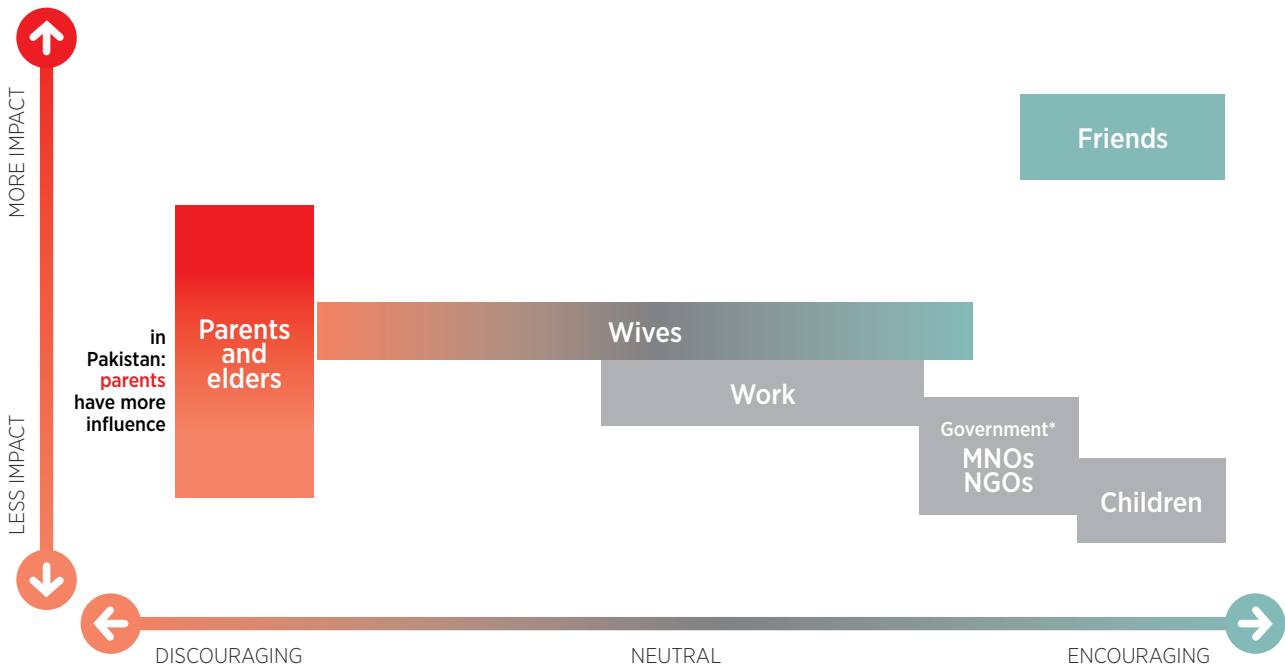 MORE IMPACT
Friends
in
Pakistan:
parents
have more
influence
Parents
and
elders
Wives
Work
Government*
MNOs
NGOs
Children
LESS IMPACT
DISCOURAGING
NEUTRAL
ENCOURAGING